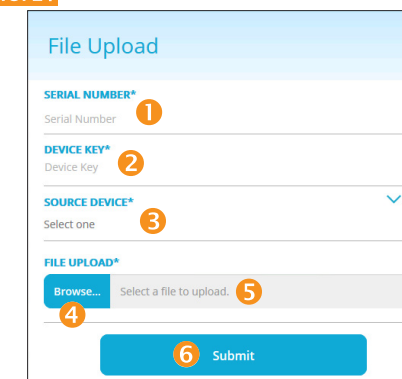 File Upload
SERIAL NUMBER*
Serial Number 1
DEVICE KEY*
Device Key 2
SOURCE DEVICE*
Select one 3
FILE UPLOAD*
Browse... Select a file to upload. 5
4
6 Submit